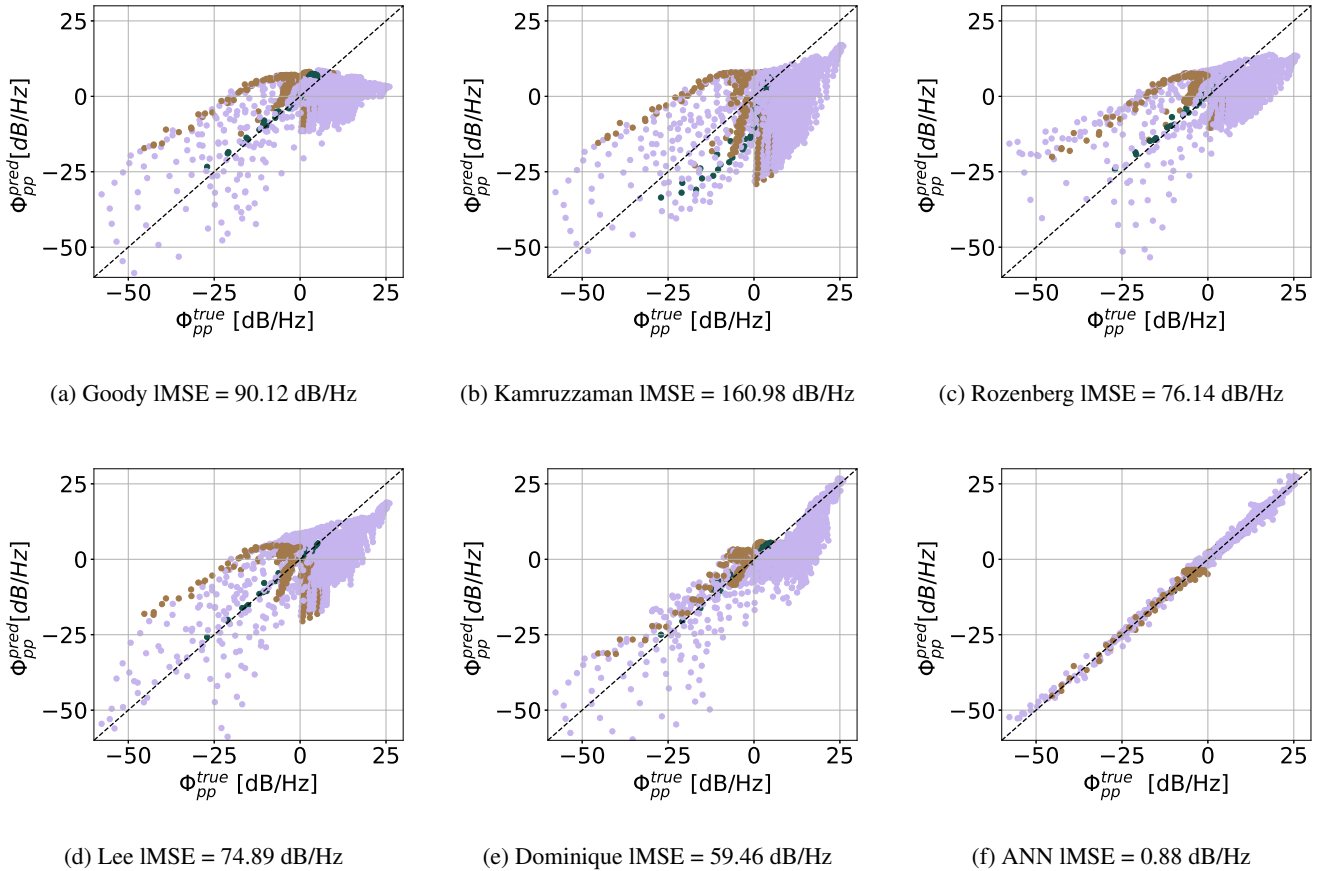 25
0
−25
−50
−50 −25 0 25
Φ_pp^pred [dB/Hz]
Φ_pp^true [dB/Hz]
(a) Goody lMSE = 90.12 dB/Hz
25
0
−25
−50
−50 −25 0 25
Φ_pp^pred [dB/Hz]
Φ_pp^true [dB/Hz]
(b) Kamruzzaman lMSE = 160.98 dB/Hz
25
0
−25
−50
−50 −25 0 25
Φ_pp^pred [dB/Hz]
Φ_pp^true [dB/Hz]
(c) Rozenberg lMSE = 76.14 dB/Hz
25
0
−25
−50
−50 −25 0 25
Φ_pp^pred [dB/Hz]
Φ_pp^true [dB/Hz]
(d) Lee lMSE = 74.89 dB/Hz
25
0
−25
−50
−50 −25 0 25
Φ_pp^pred [dB/Hz]
Φ_pp^true [dB/Hz]
(e) Dominique lMSE = 59.46 dB/Hz
25
0
−25
−50
−50 −25 0 25
Φ_pp^pred [dB/Hz]
Φ_pp^true [dB/Hz]
(f) ANN lMSE = 0.88 dB/Hz